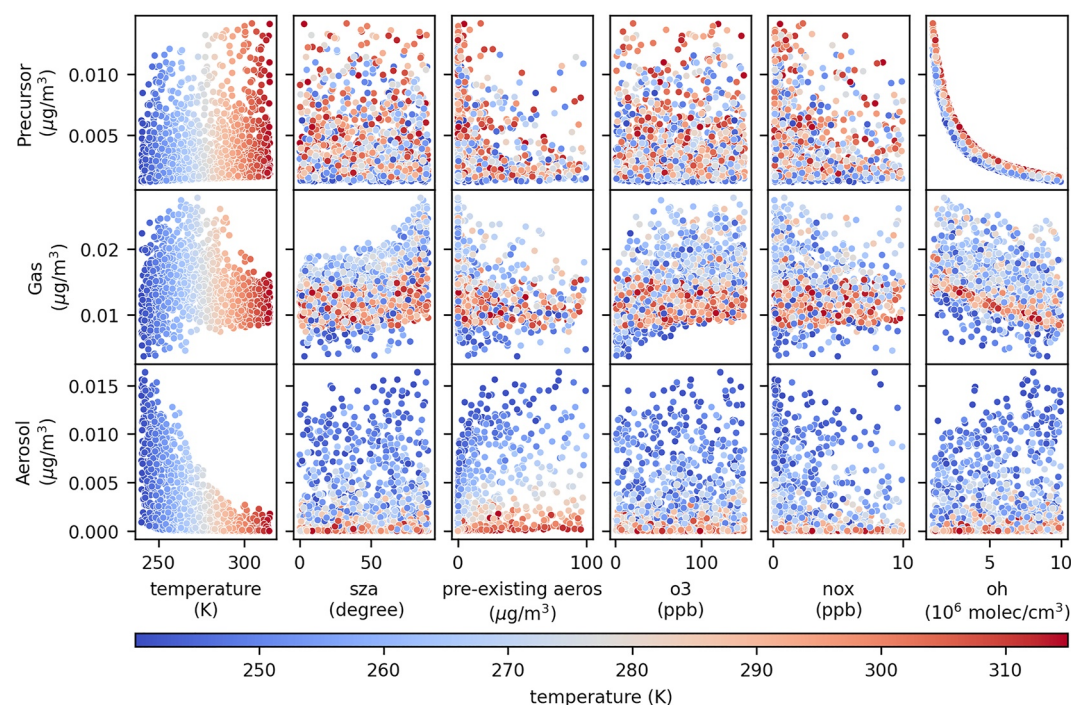 Precursor
(μg/m³)
0.010
0.005
Gas
(μg/m³)
0.02
0.01
Aerosol
(μg/m³)
0.015
0.010
0.005
0.000
250 300
0 50
0 100
0 100
0 10
5 10
temperature
(K)
sza
(degree)
pre-existing aeros
(μg/m³)
o3
(ppb)
nox
(ppb)
oh
(10⁶ molec/cm³)
250 260 270 280 290 300 310
temperature (K)